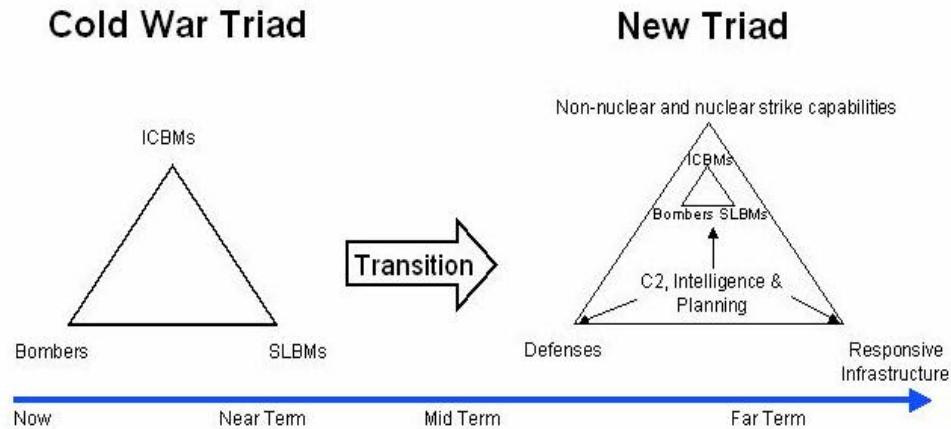 Cold War Triad
New Triad
Non-nuclear and nuclear strike capabilities
ICBMs
ICBMs
Bombers SLBMs
Transition
C2, Intelligence &
Planning
Bombers
SLBMs
Defenses
Responsive
Infrastructure
Now
Near Term
Mid Term
Far Term